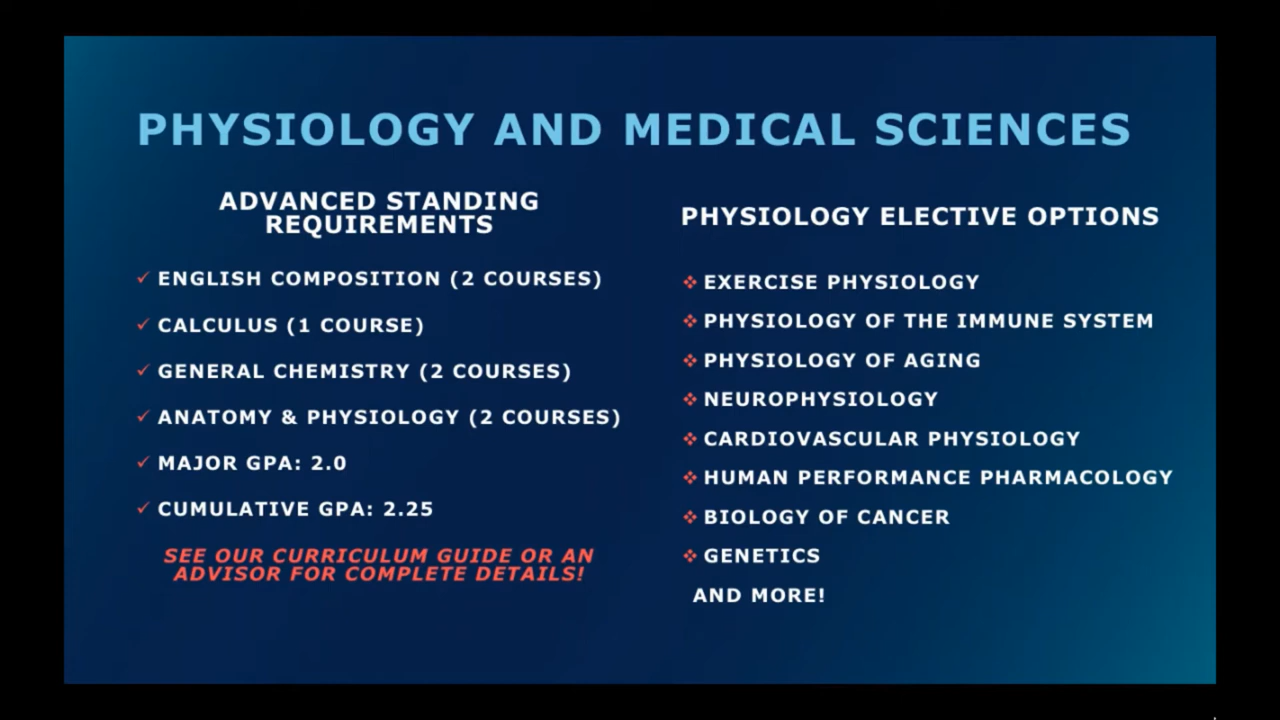 PHYSIOLOGY AND MEDICAL SCIENCES
ADVANCED STANDING
REQUIREMENTS
✓ ENGLISH COMPOSITION (2 COURSES)
✓ CALCULUS (1 COURSE)
✓ GENERAL CHEMISTRY (2 COURSES)
✓ ANATOMY & PHYSIOLOGY (2 COURSES)
✓ MAJOR GPA: 2.0
✓ CUMULATIVE GPA: 2.25
SEE OUR CURRICULUM GUIDE OR AN
ADVISOR FOR COMPLETE DETAILS!
PHYSIOLOGY ELECTIVE OPTIONS
❖ EXERCISE PHYSIOLOGY
❖ PHYSIOLOGY OF THE IMMUNE SYSTEM
❖ PHYSIOLOGY OF AGING
❖ NEUROPHYSIOLOGY
❖ CARDIOVASCULAR PHYSIOLOGY
❖ HUMAN PERFORMANCE PHARMACOLOGY
❖ BIOLOGY OF CANCER
❖ GENETICS
AND MORE!